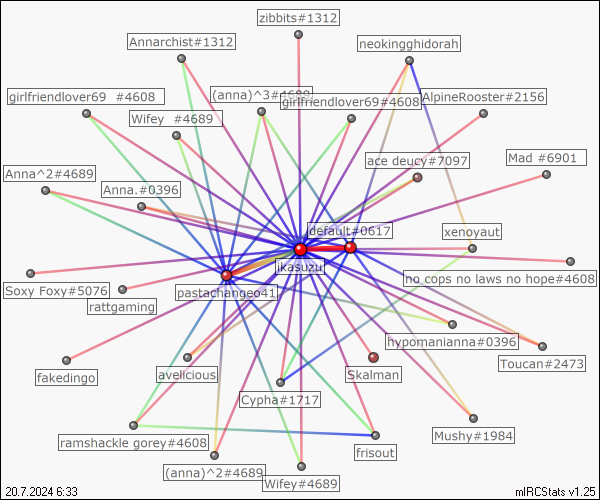 zibbits#1312
Annarchist#1312
neokingghidorah
girlfriendlover69 #4608
(anna)^3#4689
girlfriendlover69#4608
AlpineRooster#2156
Wifey #4689
ace deucy#7097
Mad #6901
Anna^2#4689
Anna.#0396
default#0617
xenoyaut
ikasuzu
no cops no laws no hope#4608
Soxy Foxy#5076
pastachangeo41
rattgaming
hypomanianna#0396
Toucan#2473
fakedingo
avelicious
Skalman
Cypha#1717
Mushy#1984
ramshackle gorey#4608
frisout
(anna)^2#4689
Wifey#4689
20.7.2024 6:33
mIRCStats v1.25